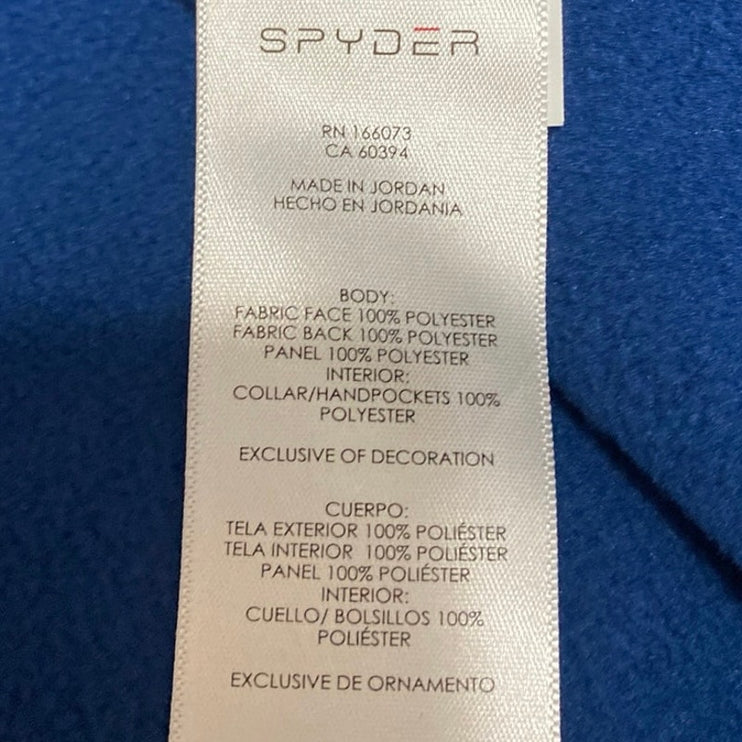 SPYDER
RN 166073
CA 60394
MADE IN JORDAN
HECHO EN JORDANIA
BODY:
FABRIC FACE 100% POLYESTER
FABRIC BACK 100% POLYESTER
PANEL 100% POLYESTER
INTERIOR:
COLLAR/HANDPOCKETS 100%
POLYESTER
EXCLUSIVE OF DECORATION
CUERPO:
TELA EXTERIOR 100% POLIÉSTER
TELA INTERIOR 100% POLIÉSTER
PANEL 100% POLIÉSTER
INTERIOR:
CUELLO/ BOLSILLOS 100%
POLIÉSTER
EXCLUSIVE DE ORNAMENTO